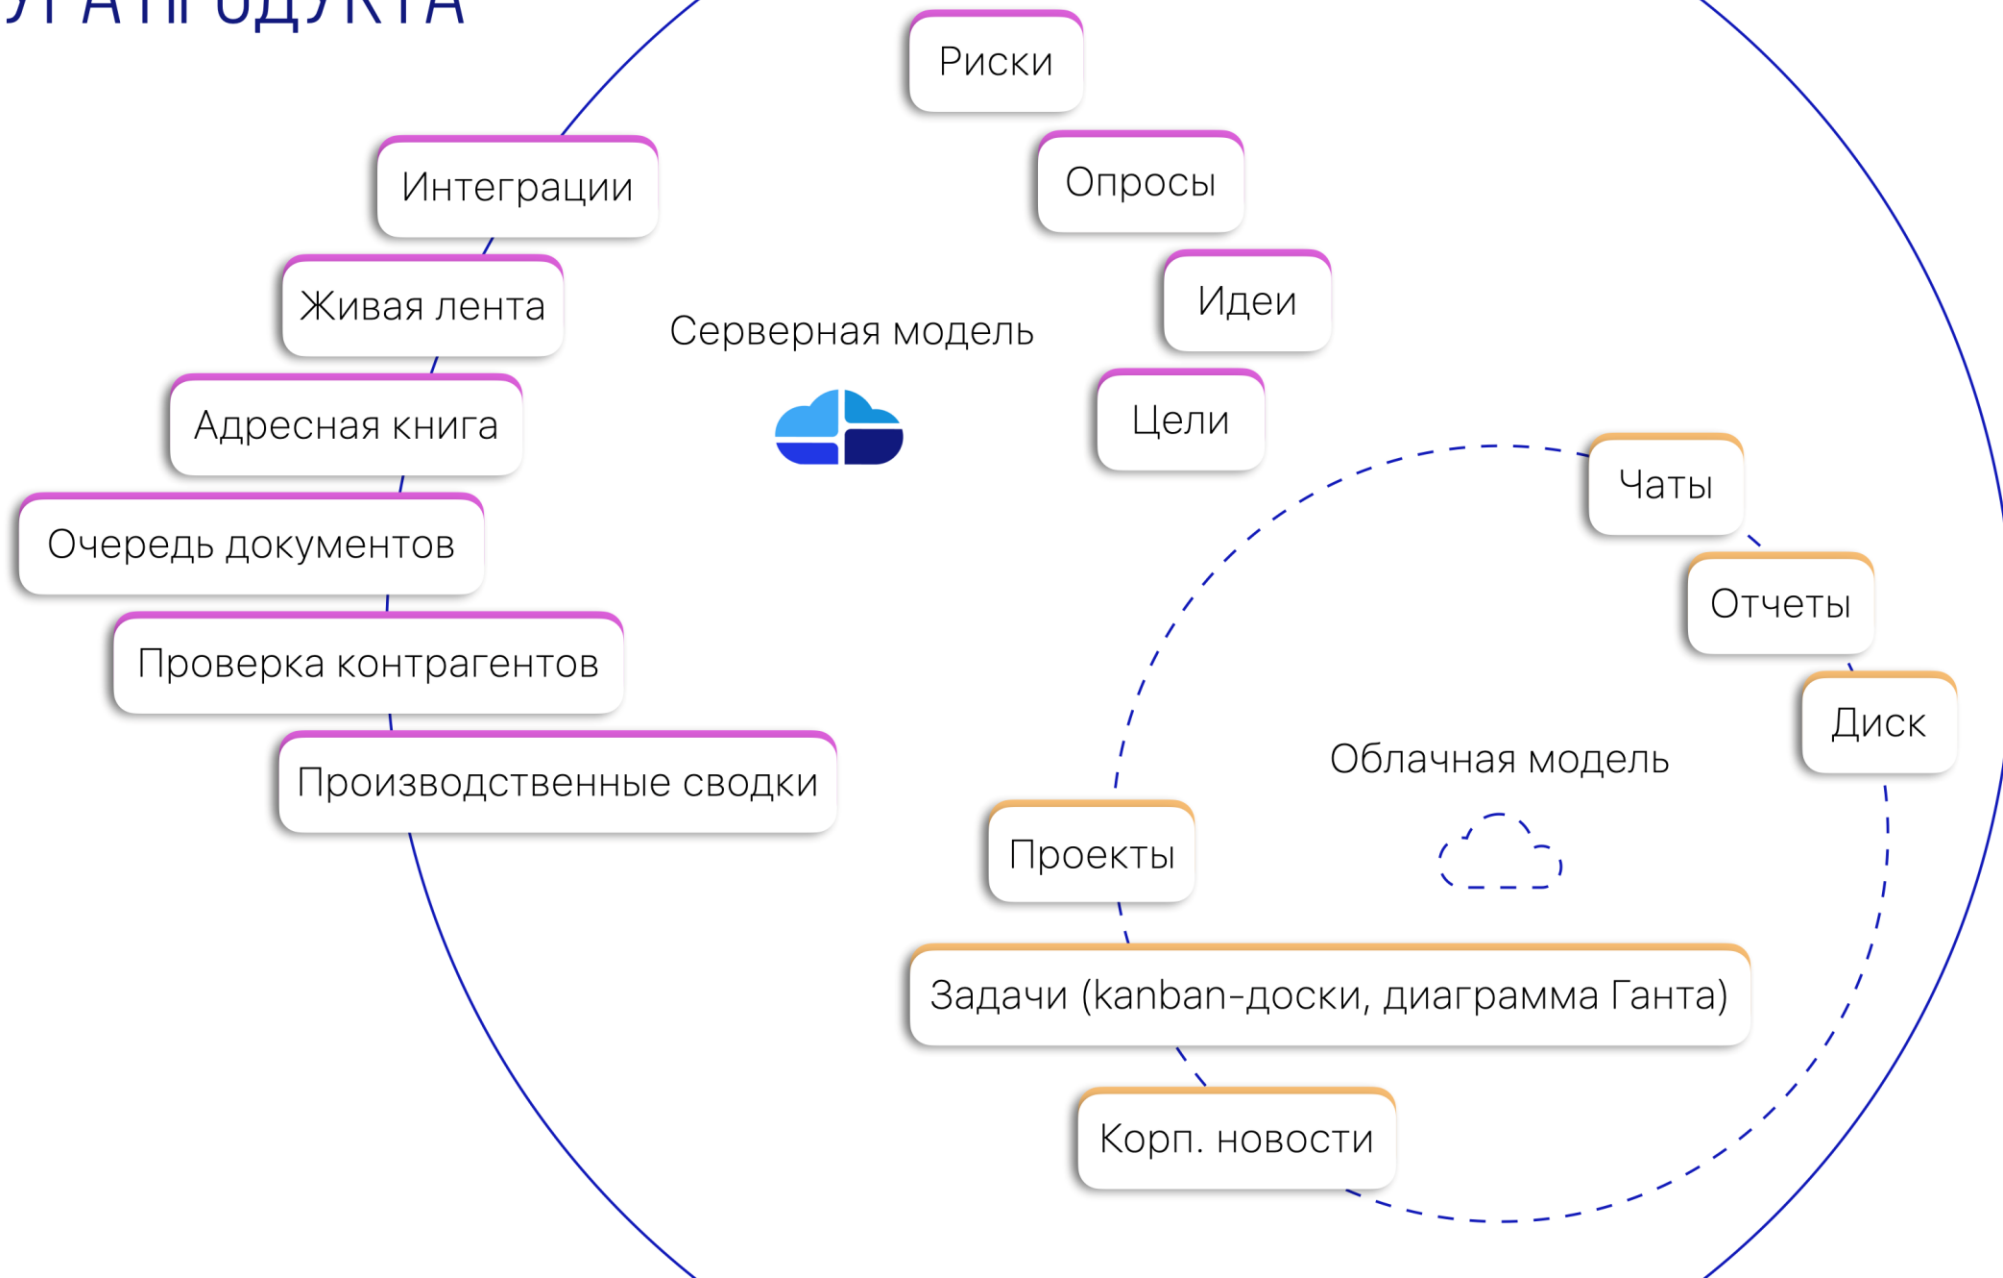 ПРОДУКТА
Риски
Интеграции
Опросы
Живая лента
Идеи
Серверная модель
Адресная книга
Цели
Чаты
Очередь документов
Отчеты
Проверка контрагентов
Диск
Облачная модель
Производственные сводки
Проекты
Задачи (kanban-доски, диаграмма Ганта)
Корп. новости